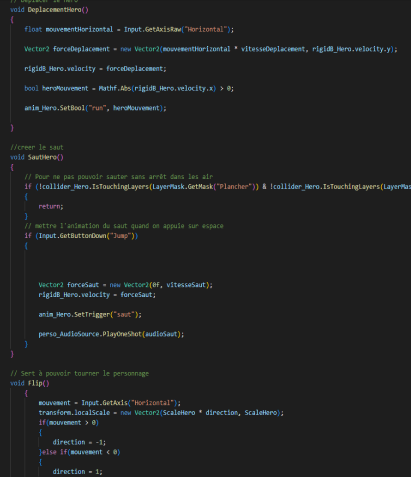 // Déplacer le héro
void DeplacementHero()
{
float mouvementHorizontal = Input.GetAxisRaw("Horizontal");
Vector2 forceDeplacement = new Vector2(mouvementHorizontal * vitesseDeplacement, rigidB_Hero.velocity.y);
rigidB_Hero.velocity = forceDeplacement;
bool heroMouvement = Mathf.Abs(rigidB_Hero.velocity.x) > 0;
anim_Hero.SetBool("run", heroMouvement);
}
//creer le saut
void SautHero()
{
// Pour ne pas pouvoir sauter sans arrêt dans les air
if (!collider_Hero.IsTouchingLayers(LayerMask.GetMask("Plancher")) & !collider_Hero.IsTouchingLayers(LayerMas
{
return;
}
// mettre l'animation du saut quand on appuie sur espace
if (Input.GetButtonDown("Jump"))
{
Vector2 forceSaut = new Vector2(0f, vitesseSaut);
rigidB_Hero.velocity = forceSaut;
anim_Hero.SetTrigger("saut");
perso_AudioSource.PlayOneShot(audioSaut);
}
}
// Sert à pouvoir tourner le personnage
void Flip()
{
mouvement = Input.GetAxis("Horizontal");
transform.localScale = new Vector2(ScaleHero * direction, ScaleHero);
if(mouvement > 0)
{
direction = -1;
}else if(mouvement < 0)
{
direction = 1;